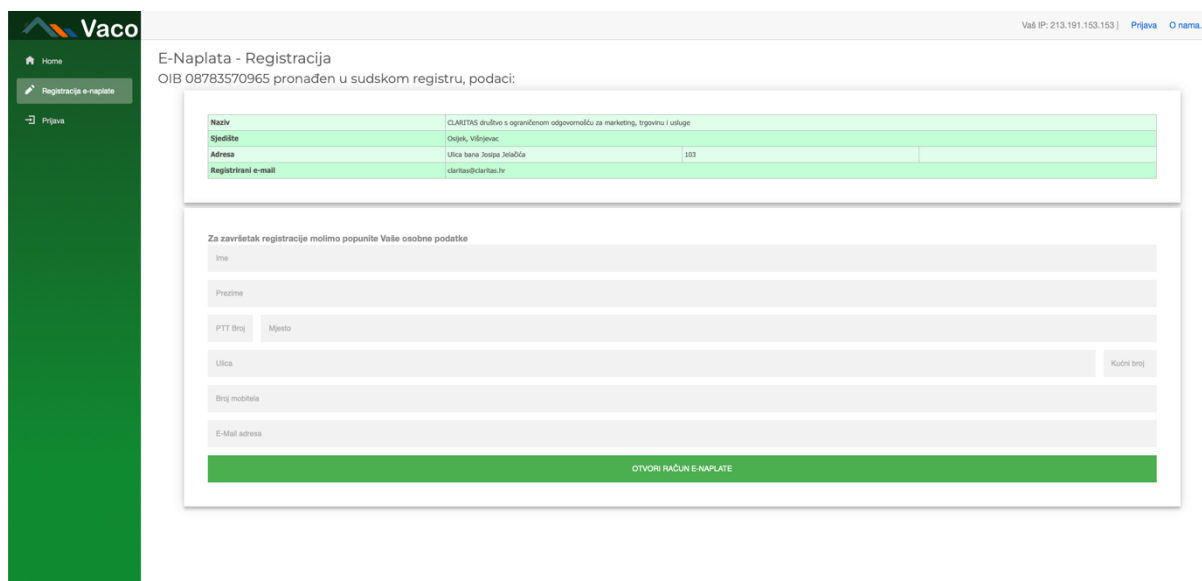 Vaco
Vaš IP: 213.191.153.153 | Prijava O nama.
Home
Registracija e-naplate
Prijava
E-Naplata - Registracija
OIB 08783570965 pronađen u sudskom registru, podaci:
Naziv CLARITAS društvo s ograničenom odgovornošću za marketing, trgovinu i usluge
Sjedište Osijek, Višnjevac
Adresa Ulica bana Josipa Jelačića 103
Registrirani e-mail claritas@claritas.hr
Za završetak registracije molimo popunite Vaše osobne podatke
Ime
Prezime
PTT Broj Mjesto
Ulica Kućni broj
Broj mobitela
E-Mail adresa
OTVORI RAČUN E-NAPLATE